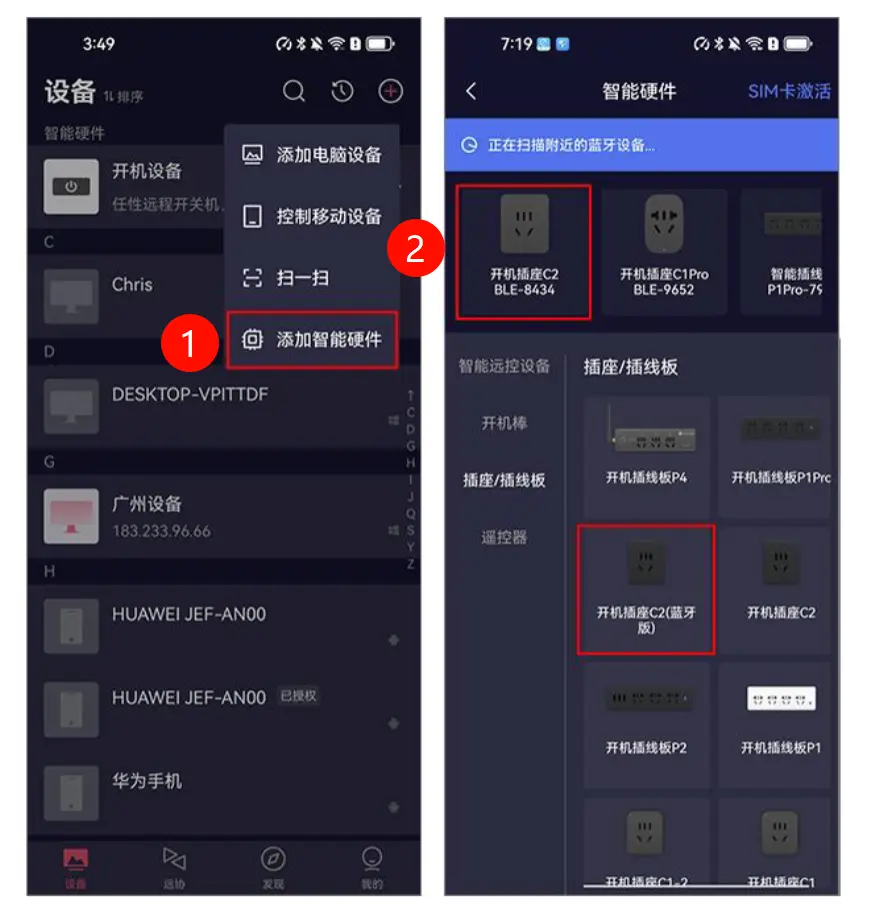 3:49
设备 排序
智能硬件
开机设备
任性远程开关机
添加电脑设备
控制移动设备
扫一扫
添加智能硬件
1
C
Chris
D
DESKTOP-VPITTDF
G
广州设备
183.233.96.66
H
HUAWEI JEF-AN00
HUAWEI JEF-AN00 已授权
华为手机
↑
C
D
G
H
I
J
Q
S
Y
Z
设备
远协
发现
我的
2
7:19
智能硬件
SIM卡激活
正在扫描附近的蓝牙设备...
开机插座C2
BLE-8434
开机插座C1Pro
BLE-9652
智能插线
P1Pro-79
智能远控设备
开机棒
插座/插线板
遥控器
插座/插线板
开机插线板P4
开机插线板P1Pro
开机插座C2(蓝牙
版)
开机插座C2
开机插线板P2
开机插线板P1
开机插座C1-2
开机插座C1